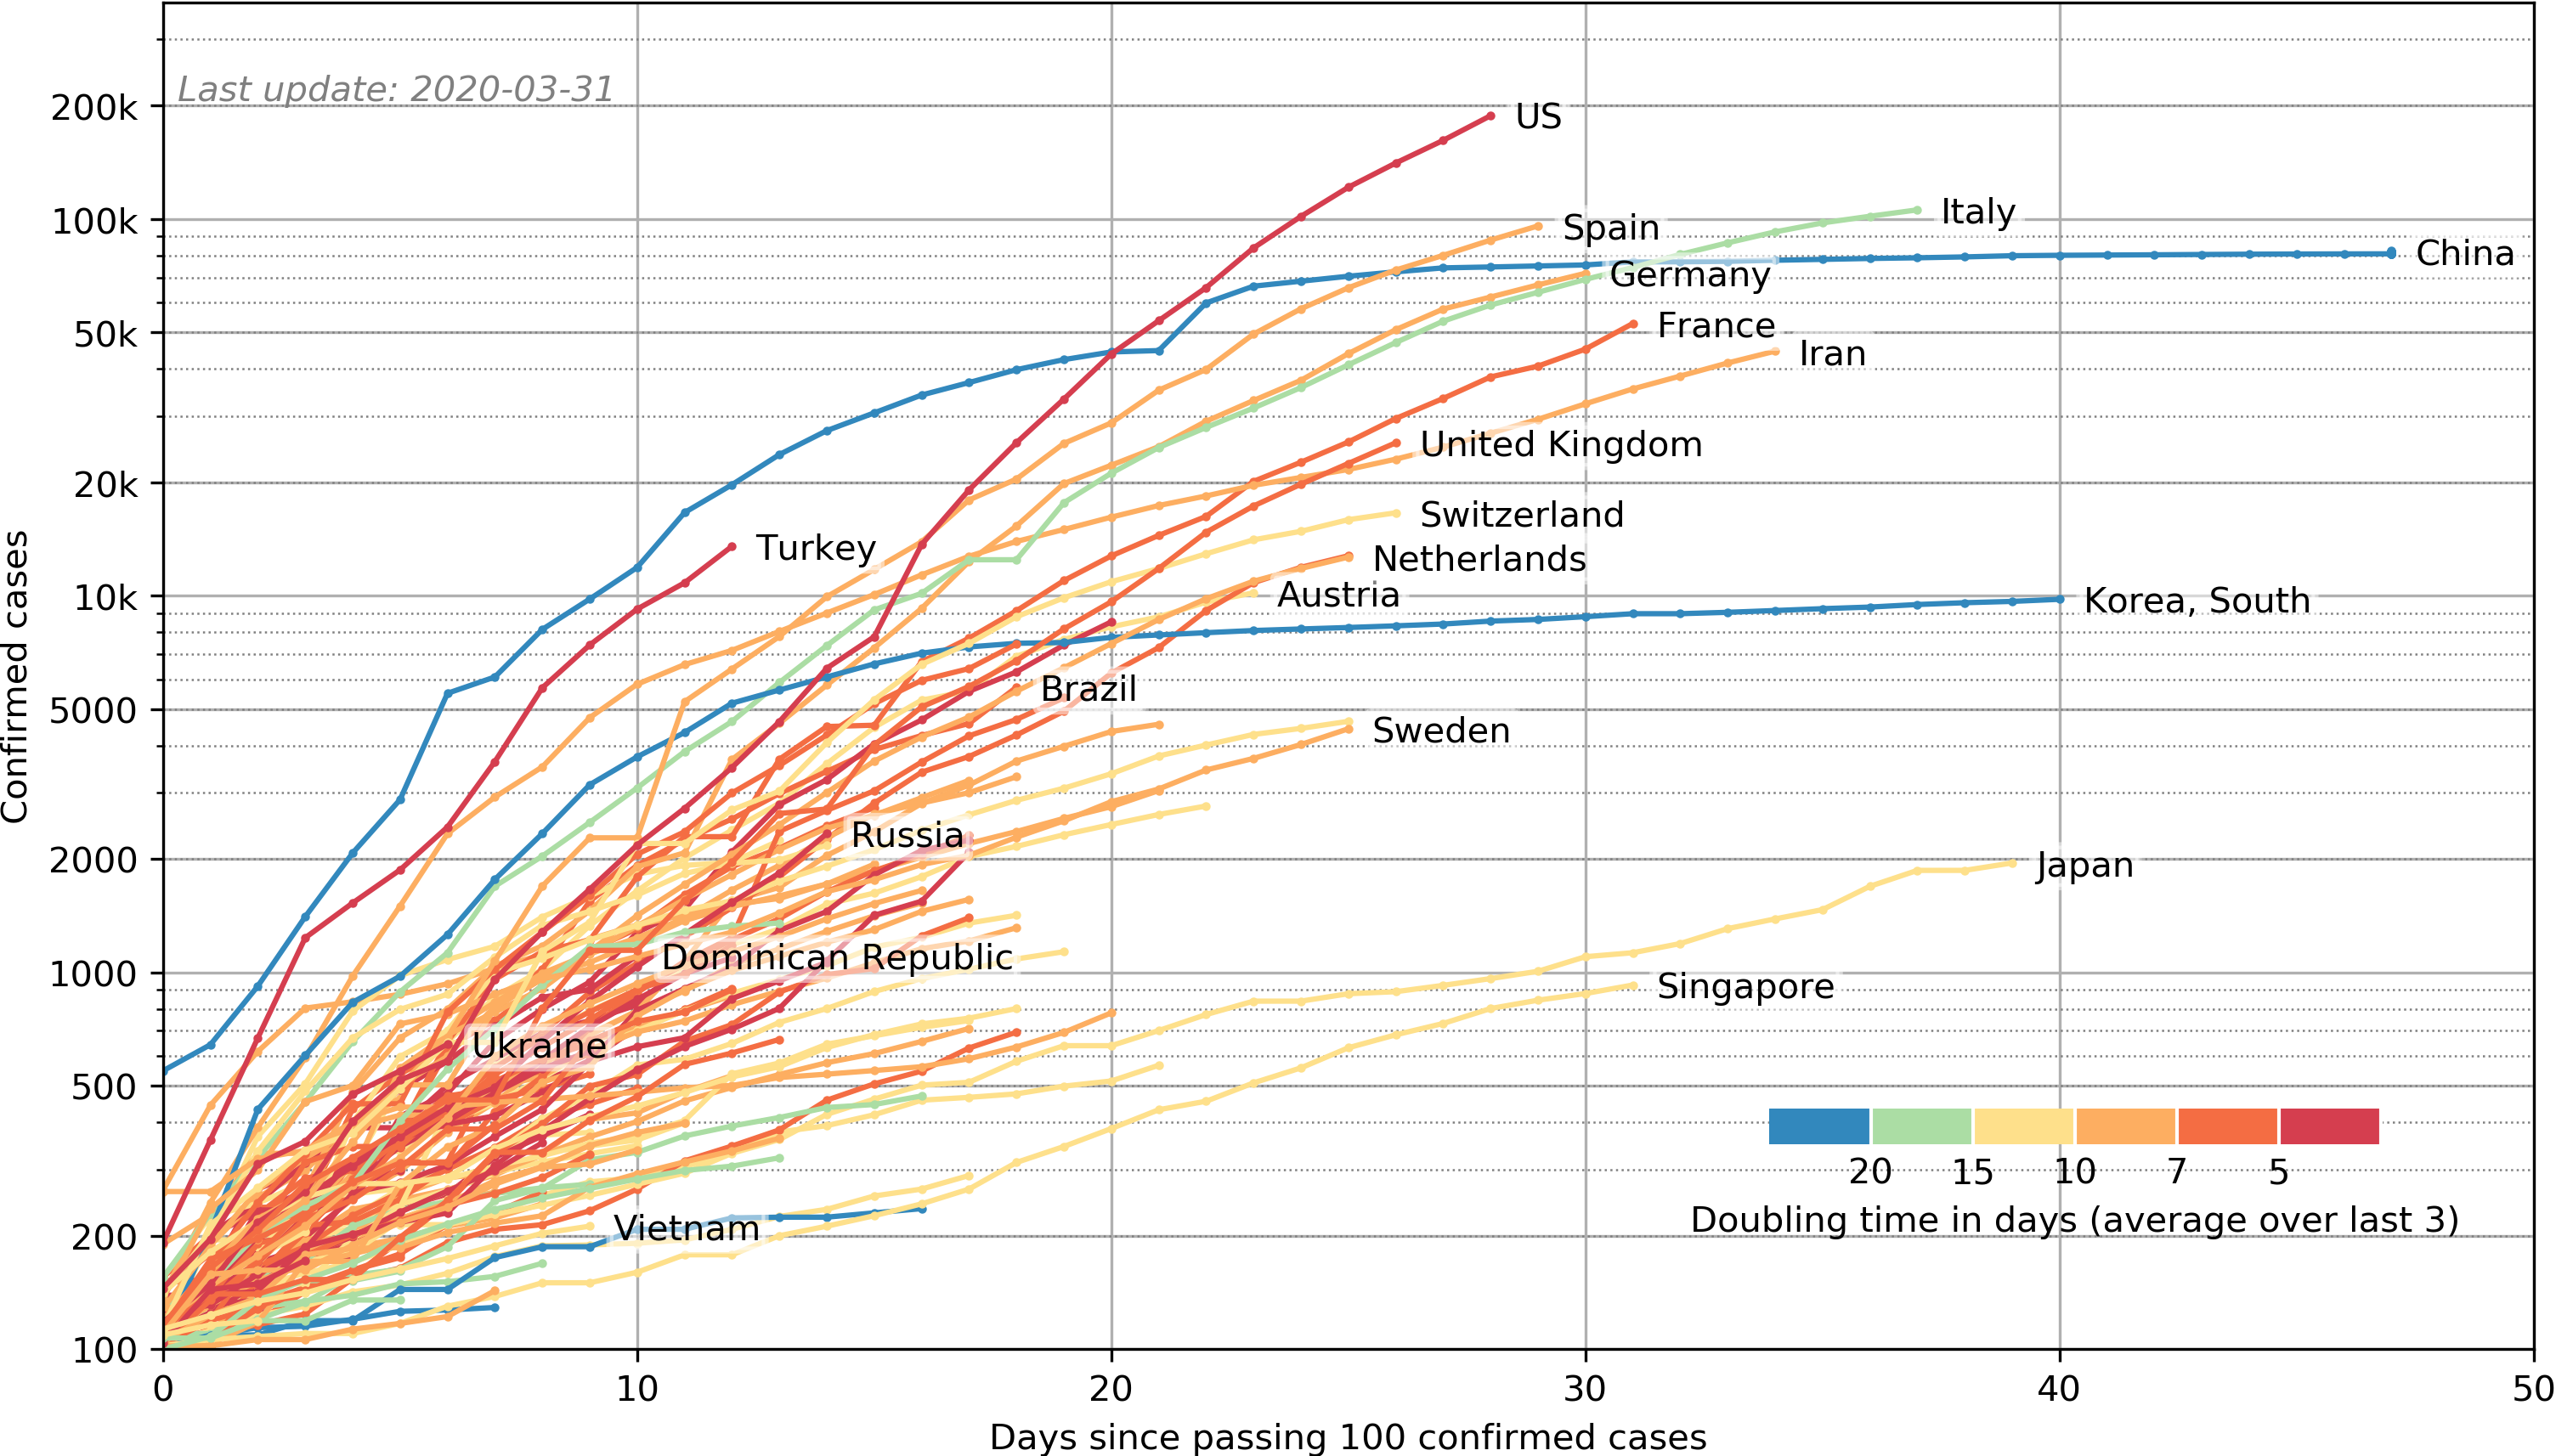 Last update: 2020-03-31
200k
100k
50k
20k
10k
5000
2000
1000
500
200
100
Confirmed cases
US
Italy
Spain
China
Germany
France
Iran
United Kingdom
Switzerland
Turkey
Netherlands
Austria
Korea, South
Brazil
Sweden
Russia
Japan
Dominican Republic
Singapore
Ukraine
Vietnam
20 15 10 7 5
Doubling time in days (average over last 3)
0 10 20 30 40 50
Days since passing 100 confirmed cases